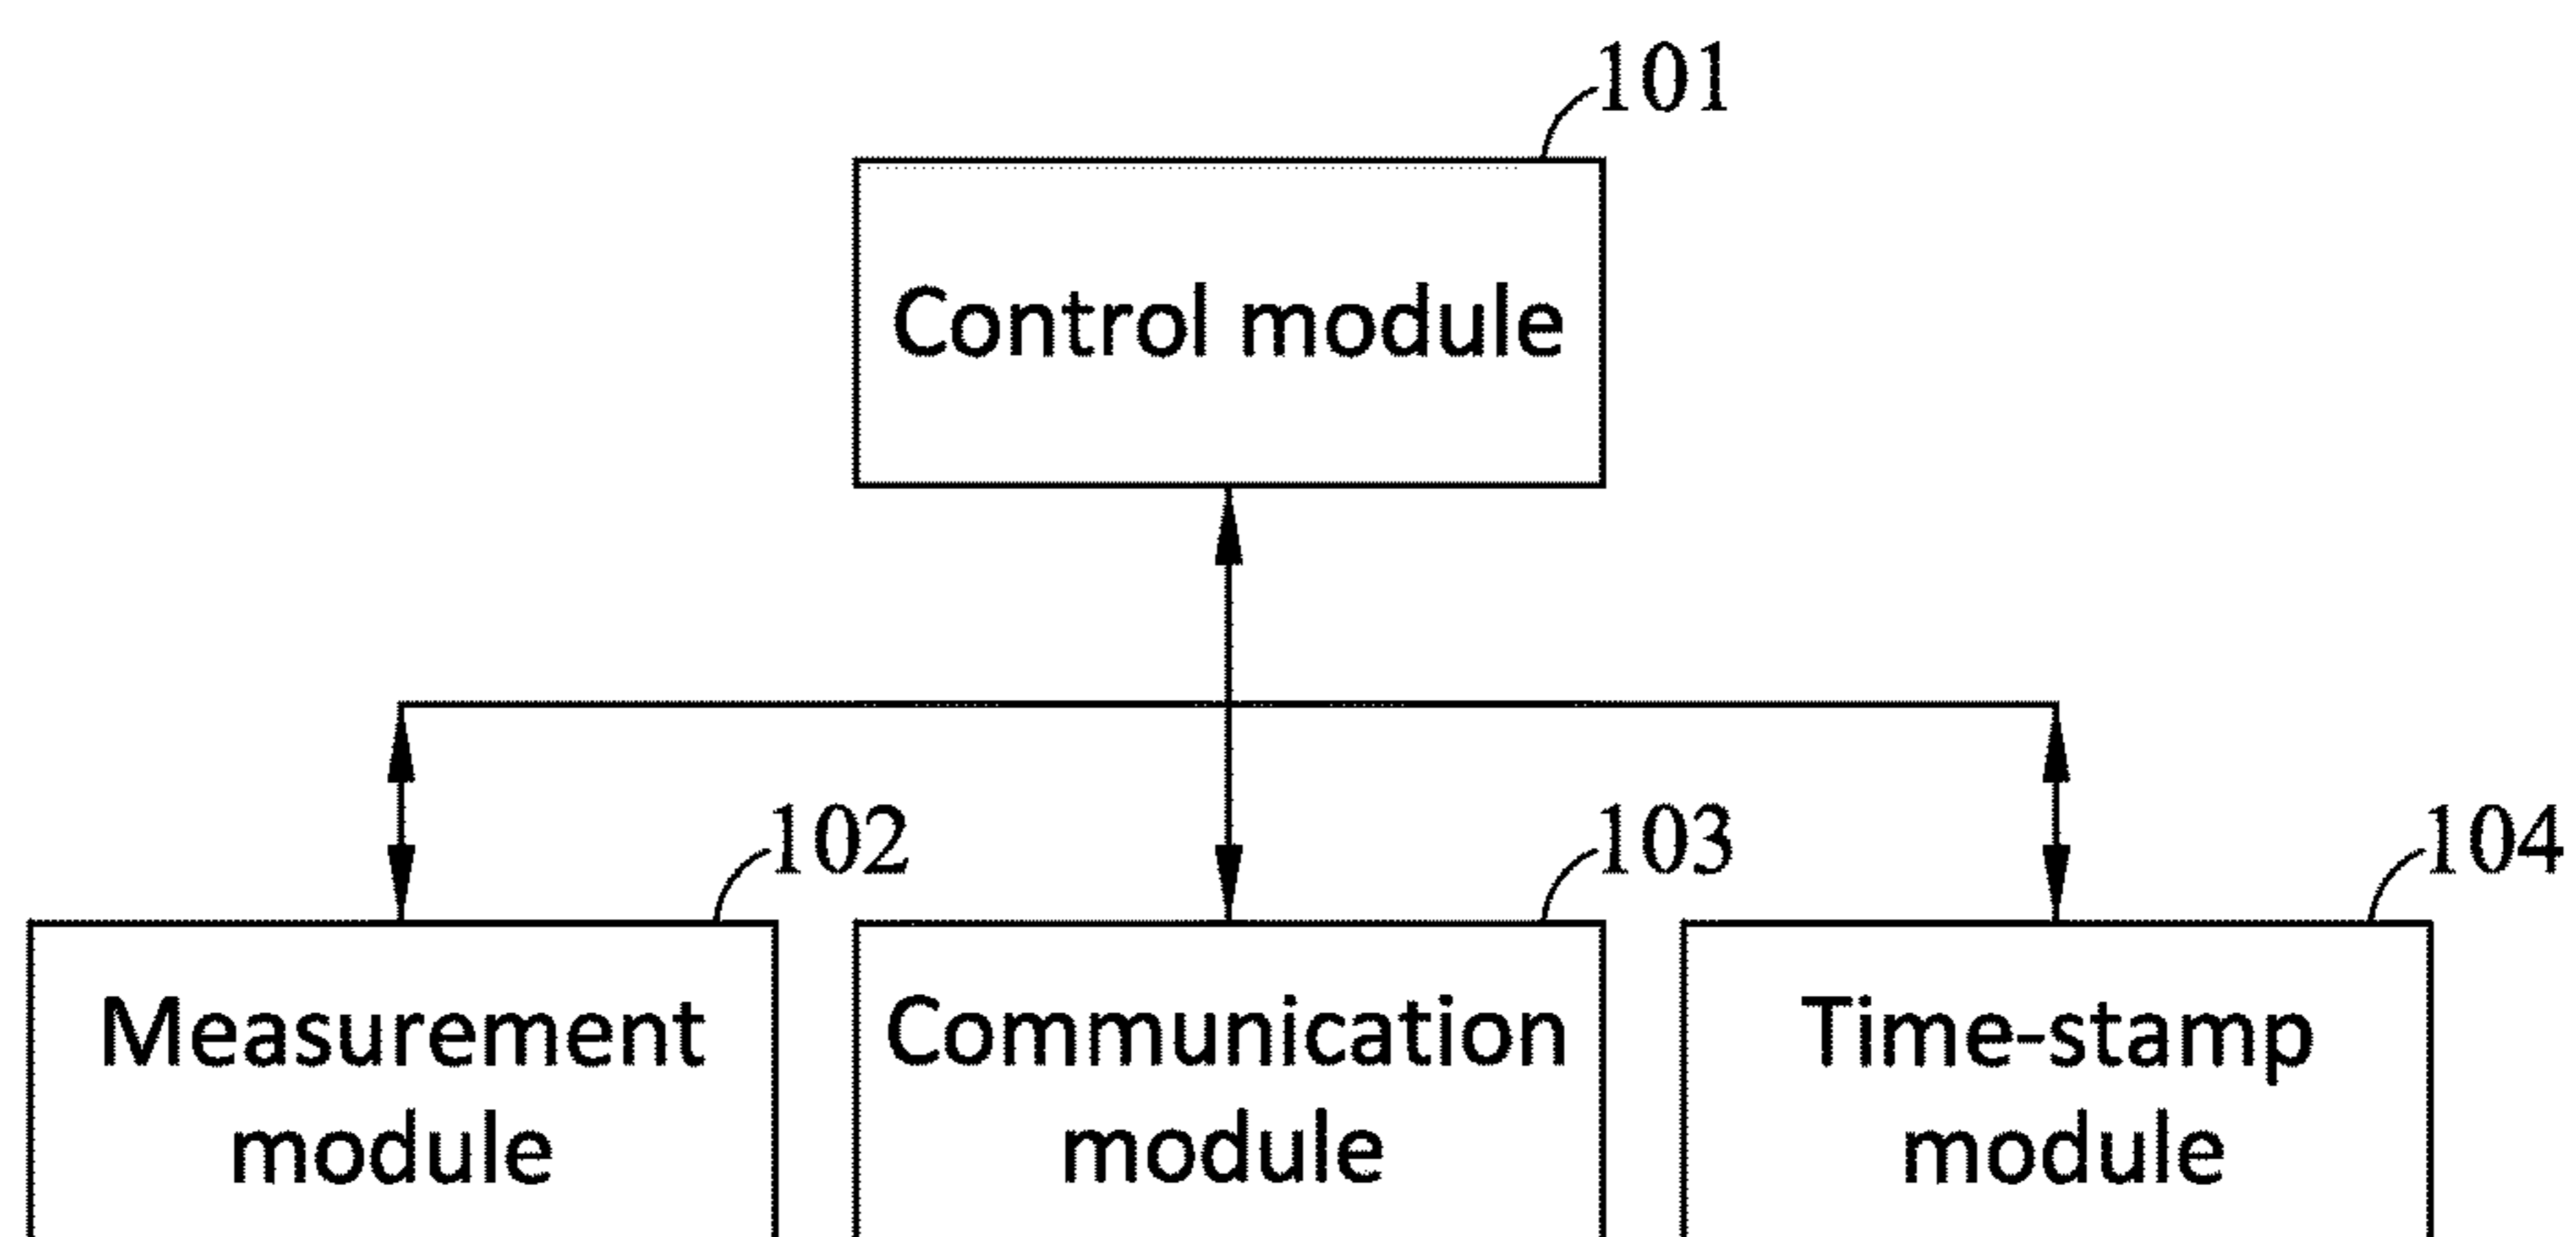 101
Control module
102
103
104
Measurement
module
Communication
module
Time-stamp
module